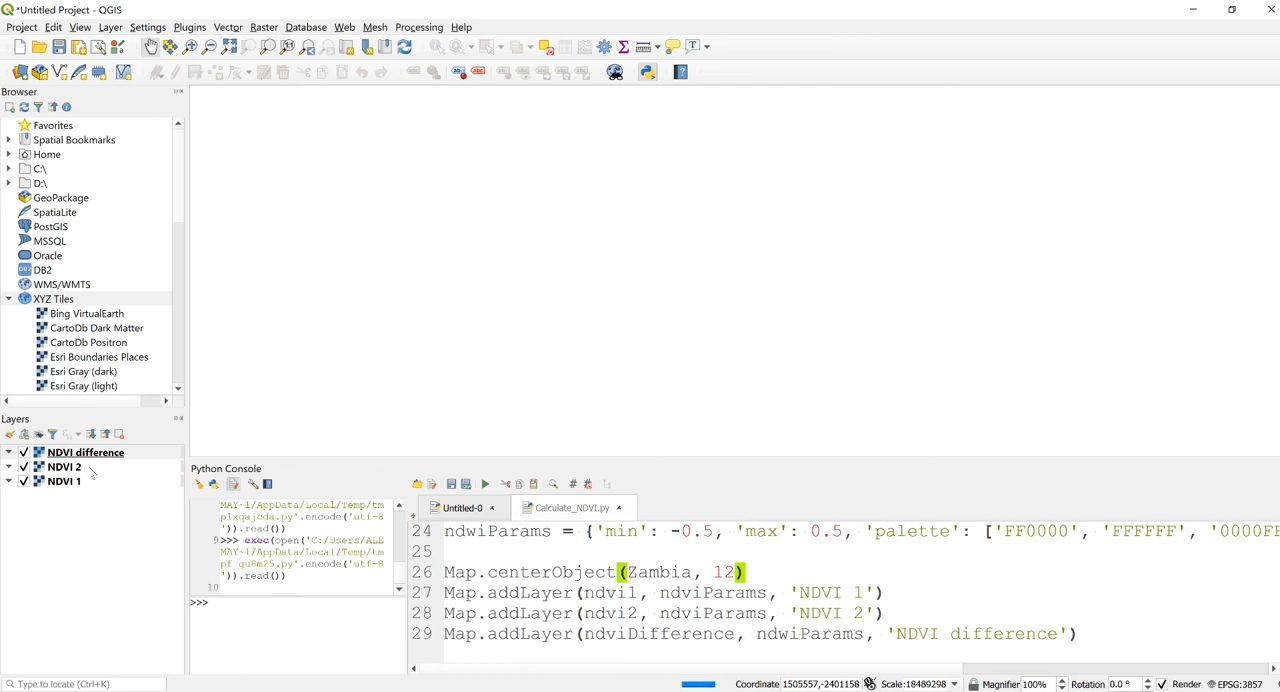 *Untitled Project - QGIS
Project Edit View Layer Settings Plugins Vector Raster Database Web Mesh Processing Help
Browser
Favorites
Spatial Bookmarks
Home
C:\
D:\
GeoPackage
SpatiaLite
PostGIS
MSSQL
Oracle
DB2
WMS/WMTS
XYZ Tiles
Bing VirtualEarth
CartoDb Dark Matter
CartoDb Positron
Esri Boundaries Places
Esri Gray (dark)
Esri Gray (light)
Layers
NDVI difference
NDVI 2
NDVI 1
Python Console
MAY~1/AppData/Local/Temp/tm
plxqajcda.py'.encode('utf-8
')).read())
9 >>> exec(open('C:/Users/ALE
MAY~1/AppData/Local/Temp/tm
pf_gu8m25.py'.encode('utf-8
')).read())
10
>>>
Untitled-0
Calculate_NDVI.py
24 ndwiParams = {'min': -0.5, 'max': 0.5, 'palette': ['FF0000', 'FFFFFF', '0000FF
25
26 Map.centerObject(Zambia, 12)
27 Map.addLayer(ndvi1, ndviParams, 'NDVI 1')
28 Map.addLayer(ndvi2, ndviParams, 'NDVI 2')
29 Map.addLayer(ndviDifference, ndwiParams, 'NDVI difference')
Type to locate (Ctrl+K)
Coordinate 1505557,-2401158 Scale 18489298 Magnifier 100% Rotation 0.0 ° Render EPSG:3857